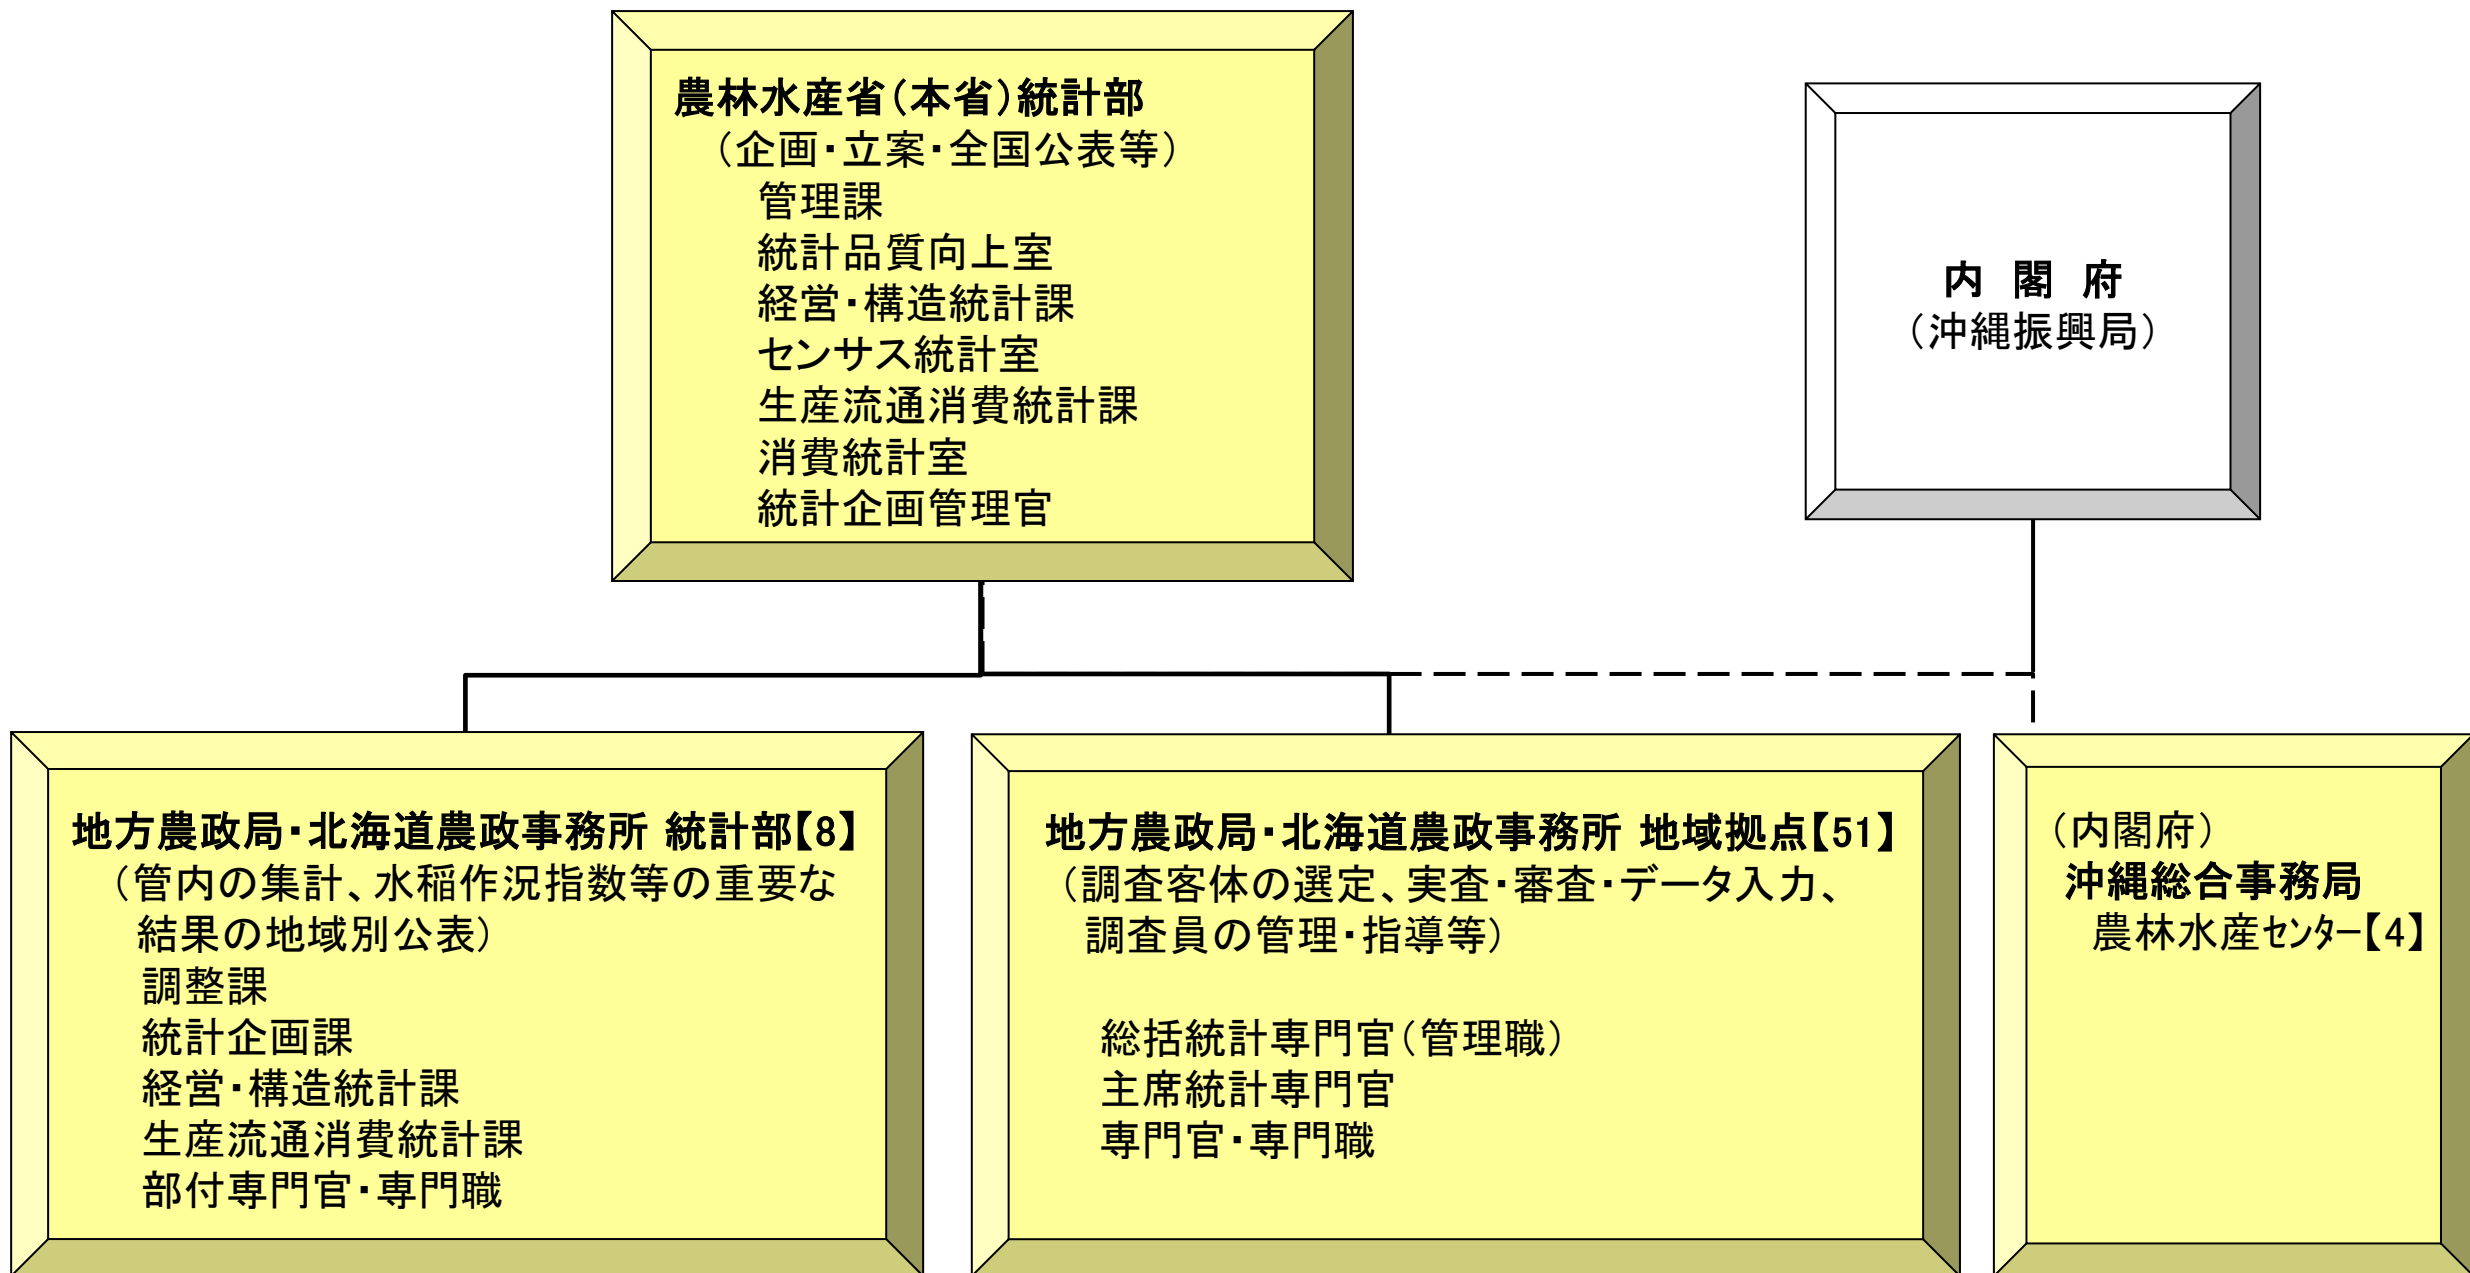 農林水産省（本省）統計部
（企画・立案・全国公表等）
管理課
統計品質向上室
経営・構造統計課
センサス統計室
生産流通消費統計課
消費統計室
統計企画管理官
内　閣　府
（沖縄振興局）
地方農政局・北海道農政事務所 統計部【8】
（管内の集計、水稲作況指数等の重要な
結果の地域別公表）
調整課
統計企画課
経営・構造統計課
生産流通消費統計課
部付専門官・専門職
地方農政局・北海道農政事務所 地域拠点【51】
（調査客体の選定、実査・審査・データ入力、
調査員の管理・指導等）
総括統計専門官（管理職）
主席統計専門官
専門官・専門職
（内閣府）
沖縄総合事務局
農林水産ｾﾝﾀｰ【4】